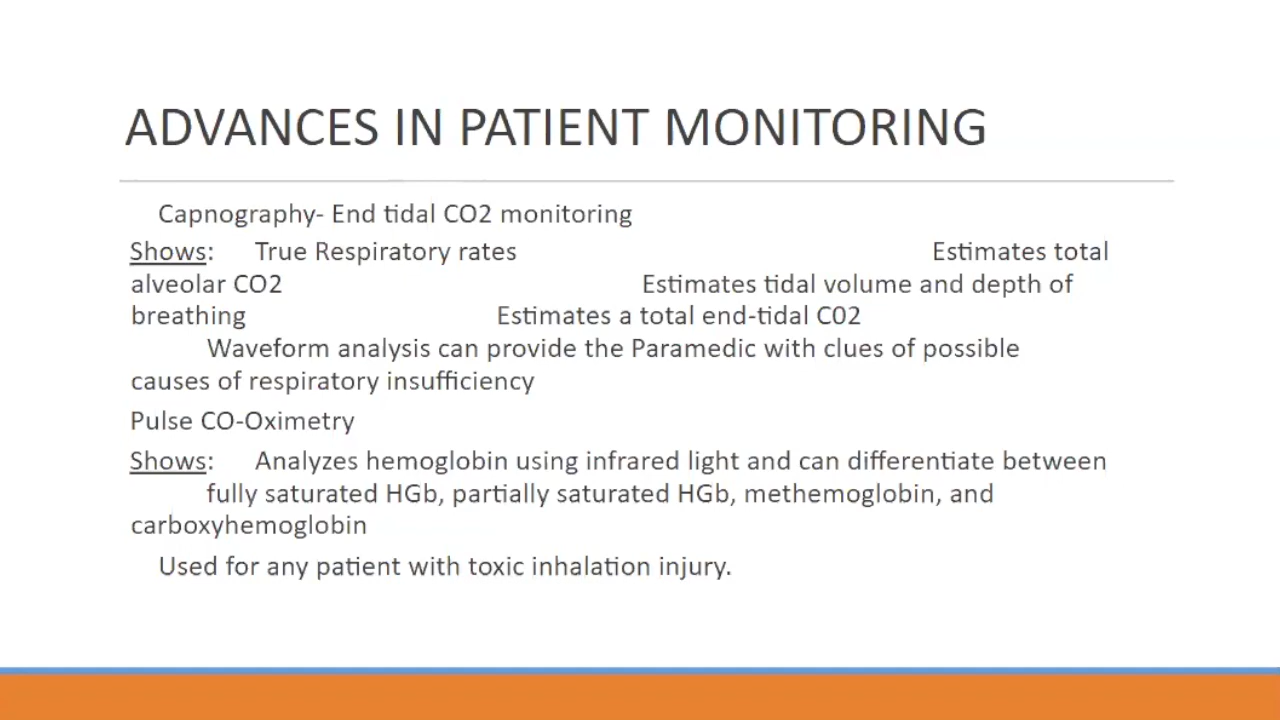 ADVANCES IN PATIENT MONITORING
Capnography- End tidal CO2 monitoring
Shows: True Respiratory rates Estimates total
alveolar CO2 Estimates tidal volume and depth of
breathing Estimates a total end-tidal C02
Waveform analysis can provide the Paramedic with clues of possible
causes of respiratory insufficiency
Pulse CO-Oximetry
Shows: Analyzes hemoglobin using infrared light and can differentiate between
fully saturated HGb, partially saturated HGb, methemoglobin, and
carboxyhemoglobin
Used for any patient with toxic inhalation injury.